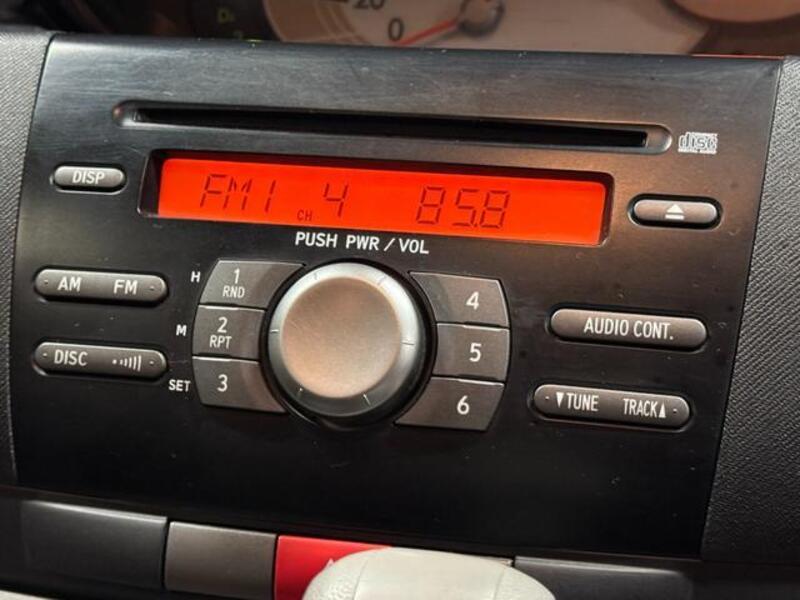 20
0
D
disc
DISP
FM1 CH 4 85.8
PUSH PWR / VOL
AM FM
H 1 RND
4
M 2 RPT
5
DISC
SET 3
6
AUDIO CONT.
▼TUNE TRACK▲